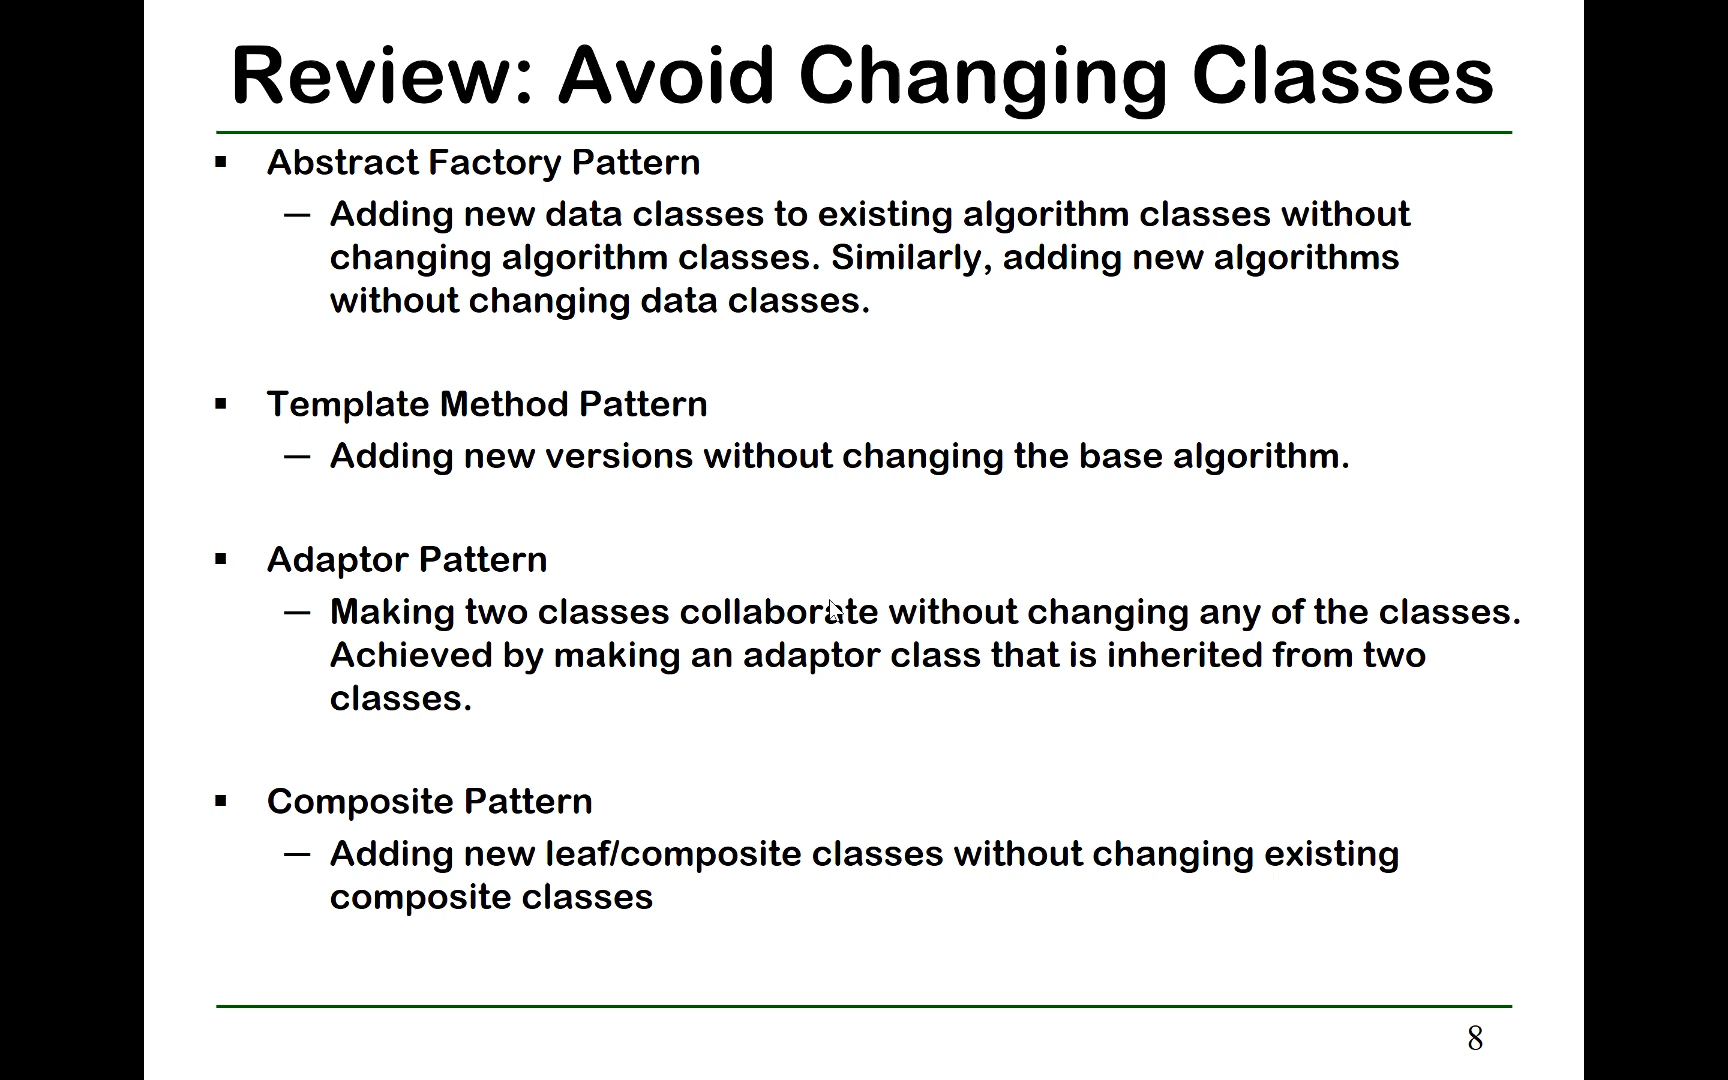 Review: Avoid Changing Classes
▪ Abstract Factory Pattern
— Adding new data classes to existing algorithm classes without
changing algorithm classes. Similarly, adding new algorithms
without changing data classes.
▪ Template Method Pattern
— Adding new versions without changing the base algorithm.
▪ Adaptor Pattern
— Making two classes collaborate without changing any of the classes.
Achieved by making an adaptor class that is inherited from two
classes.
▪ Composite Pattern
— Adding new leaf/composite classes without changing existing
composite classes
8